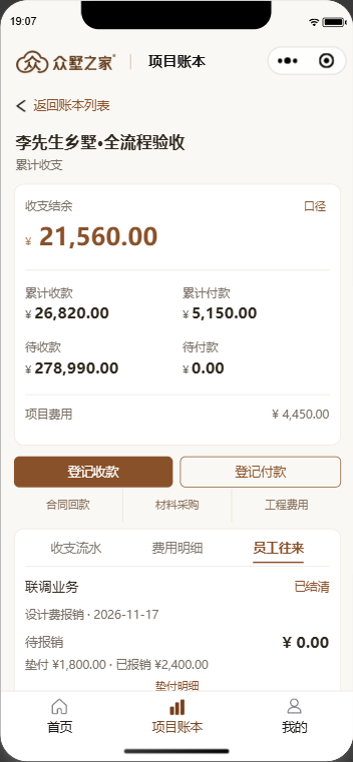 19:07
众墅之家
项目账本
返回账本列表
李先生乡墅•全流程验收
累计收支
收支结余 口径
¥ 21,560.00
累计收款 累计付款
¥ 26,820.00 ¥ 5,150.00
待收款 待付款
¥ 278,990.00 ¥ 0.00
项目费用 ¥ 4,450.00
登记收款 登记付款
合同回款 材料采购 工程费用
收支流水 费用明细 员工往来
联调业务 已结清
设计费报销 · 2026-11-17
待报销 ¥ 0.00
垫付 ¥1,800.00 · 已报销 ¥2,400.00
垫付明细
首页 项目账本 我的